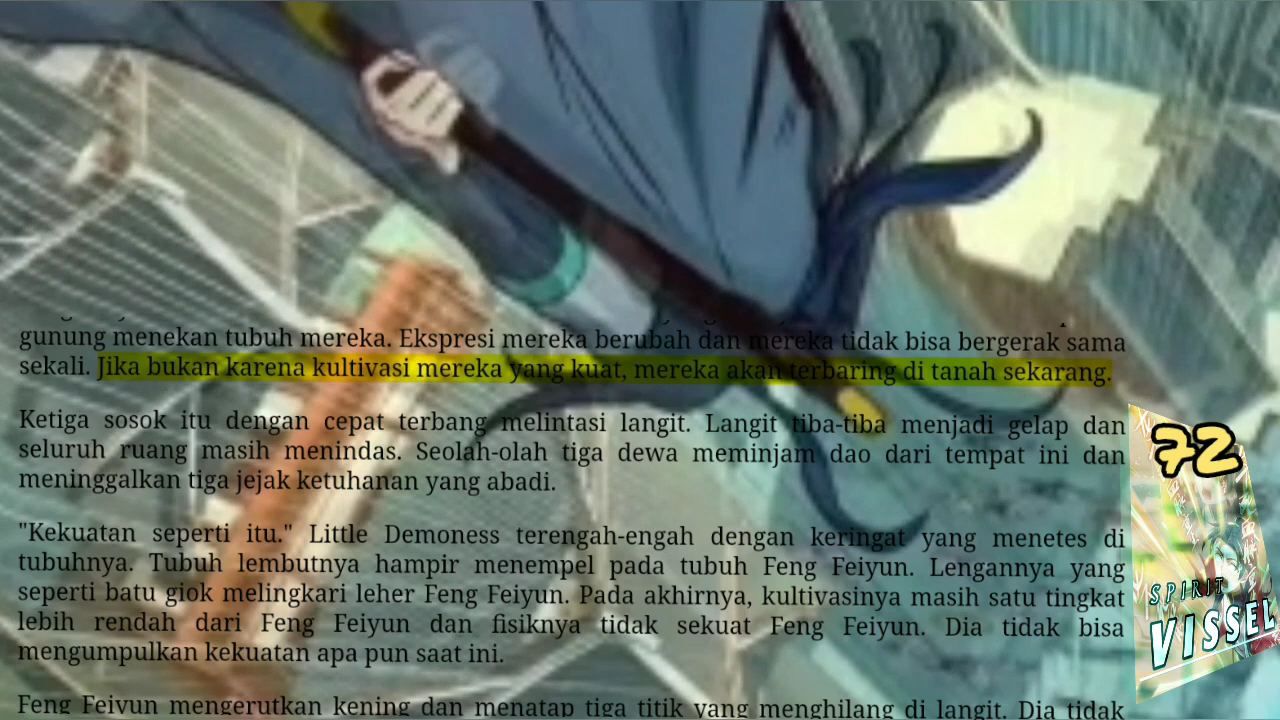 gunung menekan tubuh mereka. Ekspresi mereka berubah dan mereka tidak bisa bergerak sama
sekali. Jika bukan karena kultivasi mereka yang kuat, mereka akan terbaring di tanah sekarang.
Ketiga sosok itu dengan cepat terbang melintasi langit. Langit tiba-tiba menjadi gelap dan
seluruh ruang masih menindas. Seolah-olah tiga dewa meminjam dao dari tempat ini dan
meninggalkan tiga jejak ketuhanan yang abadi.
"Kekuatan seperti itu." Little Demoness terengah-engah dengan keringat yang menetes di
tubuhnya. Tubuh lembutnya hampir menempel pada tubuh Feng Feiyun. Lengannya yang
seperti batu giok melingkari leher Feng Feiyun. Pada akhirnya, kultivasinya masih satu tingkat
lebih rendah dari Feng Feiyun dan fisiknya tidak sekuat Feng Feiyun. Dia tidak bisa
mengumpulkan kekuatan apa pun saat ini.
Feng Feiyun mengerutkan kening dan menatap tiga titik yang menghilang di langit. Dia tidak
72
SPIRIT
VISSEL